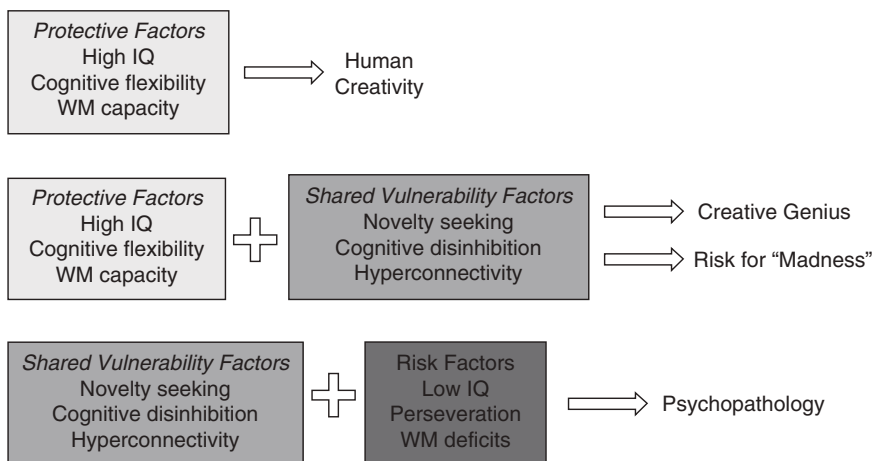 Protective Factors
High IQ
Cognitive flexibility
WM capacity
Human
Creativity
Protective Factors
High IQ
Cognitive flexibility
WM capacity
Shared Vulnerability Factors
Novelty seeking
Cognitive disinhibition
Hyperconnectivity
Creative Genius
Risk for “Madness”
Shared Vulnerability Factors
Novelty seeking
Cognitive disinhibition
Hyperconnectivity
Risk Factors
Low IQ
Perseveration
WM deficits
Psychopathology